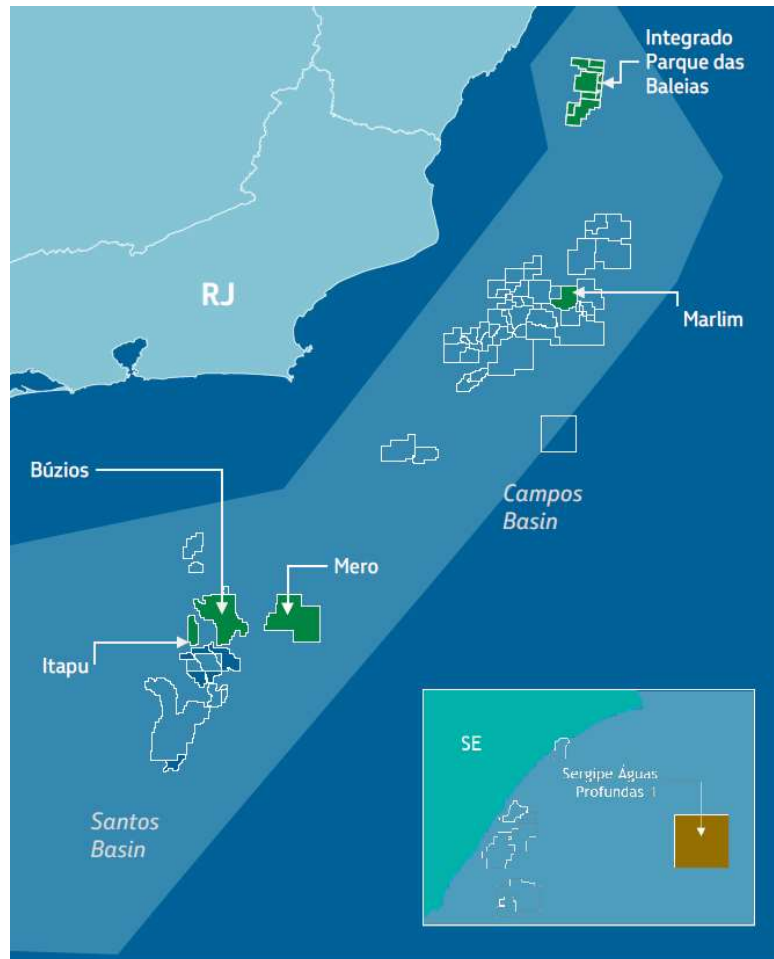 Integrado
Parque das
Baleias
RJ
Marlim
Búzios
Campos
Basin
Mero
Itapu
SE
Sergipe Águas
Profundas 1
Santos
Basin